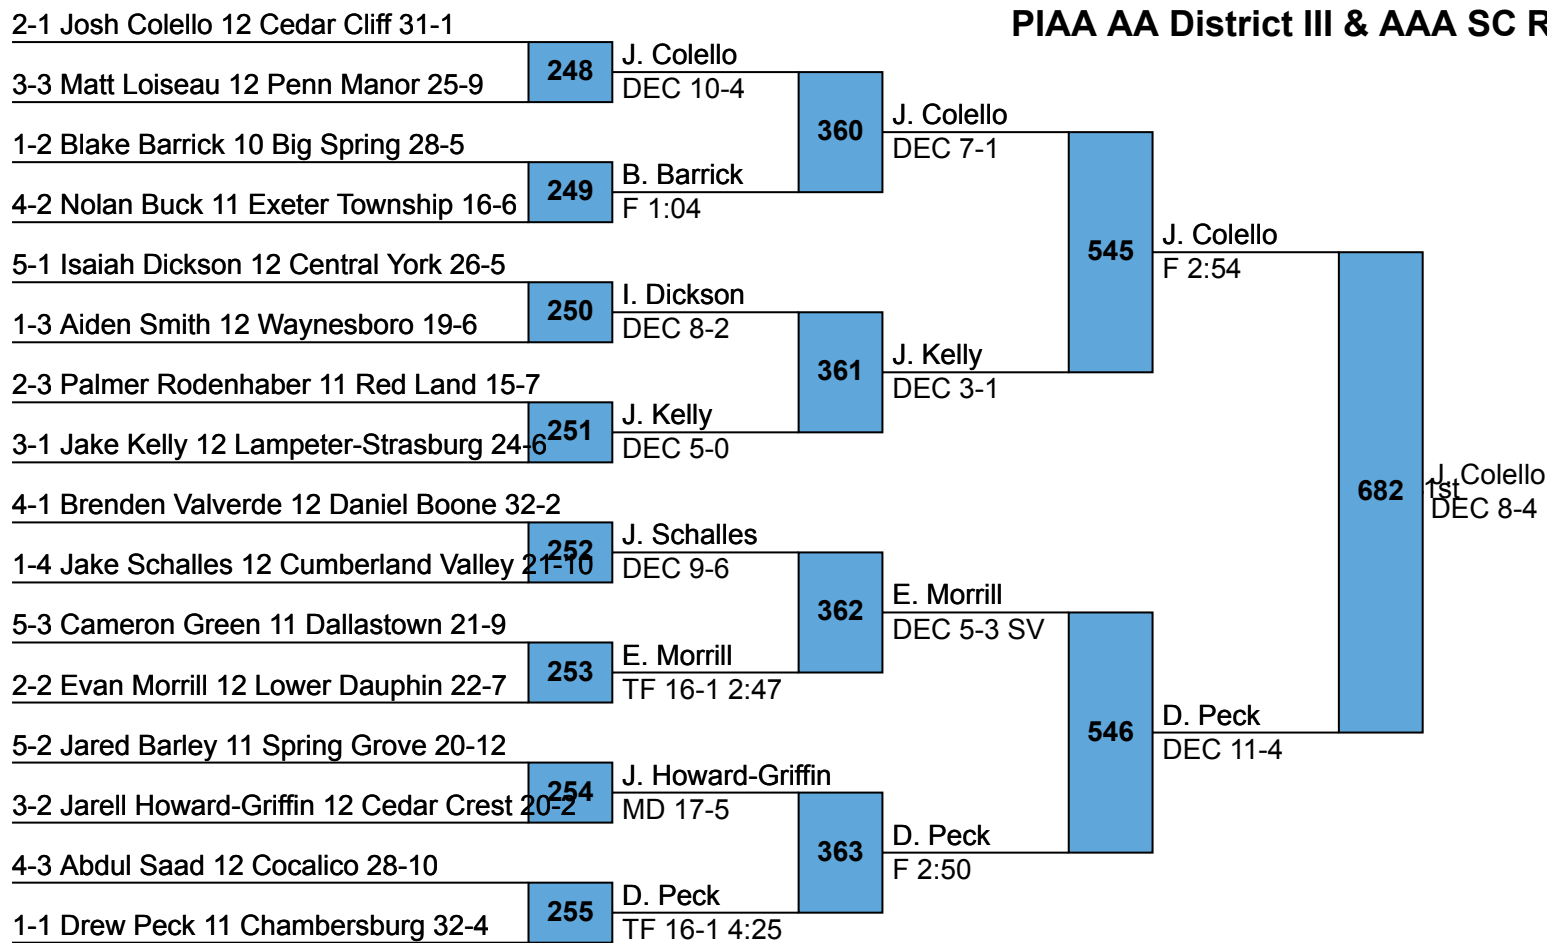 PIAA AA District III & AAA SC R
2-1 Josh Colello 12 Cedar Cliff 31-1
248
J. Colello
DEC 10-4
3-3 Matt Loiseau 12 Penn Manor 25-9
360
J. Colello
DEC 7-1
1-2 Blake Barrick 10 Big Spring 28-5
249
B. Barrick
F 1:04
4-2 Nolan Buck 11 Exeter Township 16-6
545
J. Colello
F 2:54
5-1 Isaiah Dickson 12 Central York 26-5
250
I. Dickson
DEC 8-2
1-3 Aiden Smith 12 Waynesboro 19-6
361
J. Kelly
DEC 3-1
2-3 Palmer Rodenhaber 11 Red Land 15-7
251
J. Kelly
DEC 5-0
3-1 Jake Kelly 12 Lampeter-Strasburg 24-6
682
J. Colello
1st
DEC 8-4
4-1 Brenden Valverde 12 Daniel Boone 32-2
252
J. Schalles
DEC 9-6
1-4 Jake Schalles 12 Cumberland Valley 21-10
362
E. Morrill
DEC 5-3 SV
5-3 Cameron Green 11 Dallastown 21-9
253
E. Morrill
TF 16-1 2:47
2-2 Evan Morrill 12 Lower Dauphin 22-7
546
D. Peck
DEC 11-4
5-2 Jared Barley 11 Spring Grove 20-12
254
J. Howard-Griffin
MD 17-5
3-2 Jarell Howard-Griffin 12 Cedar Crest 20-2
363
D. Peck
F 2:50
4-3 Abdul Saad 12 Cocalico 28-10
255
D. Peck
TF 16-1 4:25
1-1 Drew Peck 11 Chambersburg 32-4